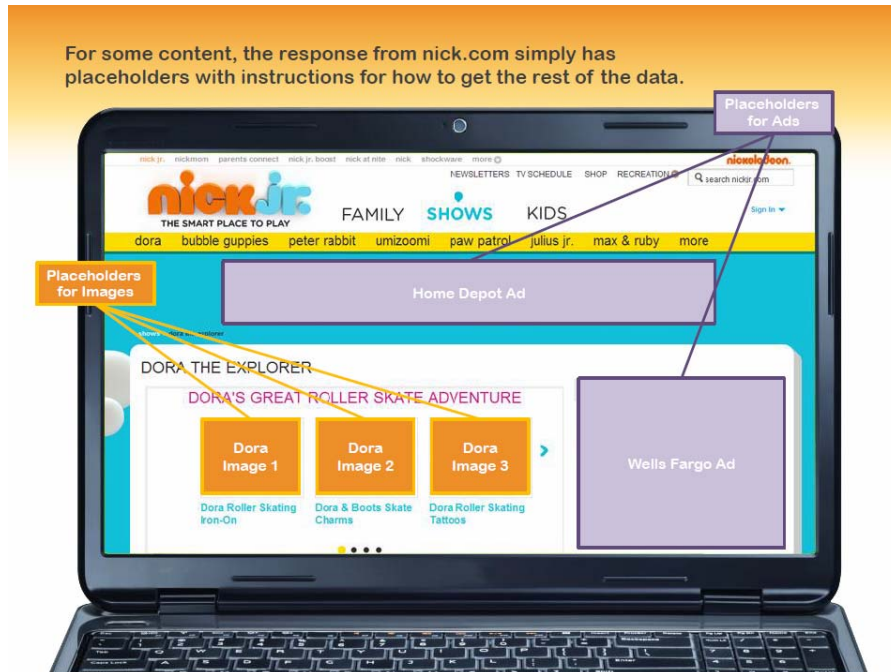 For some content, the response from nick.com simply has
placeholders with instructions for how to get the rest of the data.
Placeholders
for Ads
nick jr. nickmom parents connect nick jr. boost nick at nite nick shockwave more
nickelodeon.
NEWSLETTERS TV SCHEDULE SHOP RECREATION
search nickjr.com
nick jr.
THE SMART PLACE TO PLAY
FAMILY SHOWS KIDS
Sign In
dora bubble guppies peter rabbit umizoomi paw patrol julius jr. max & ruby more
Placeholders
for Images
Home Depot Ad
shows dora the explorer
DORA THE EXPLORER
DORA'S GREAT ROLLER SKATE ADVENTURE
Dora
Image 1
Dora
Image 2
Dora
Image 3
Wells Fargo Ad
Dora Roller Skating
Iron-On
Dora & Boots Skate
Charms
Dora Roller Skating
Tattoos